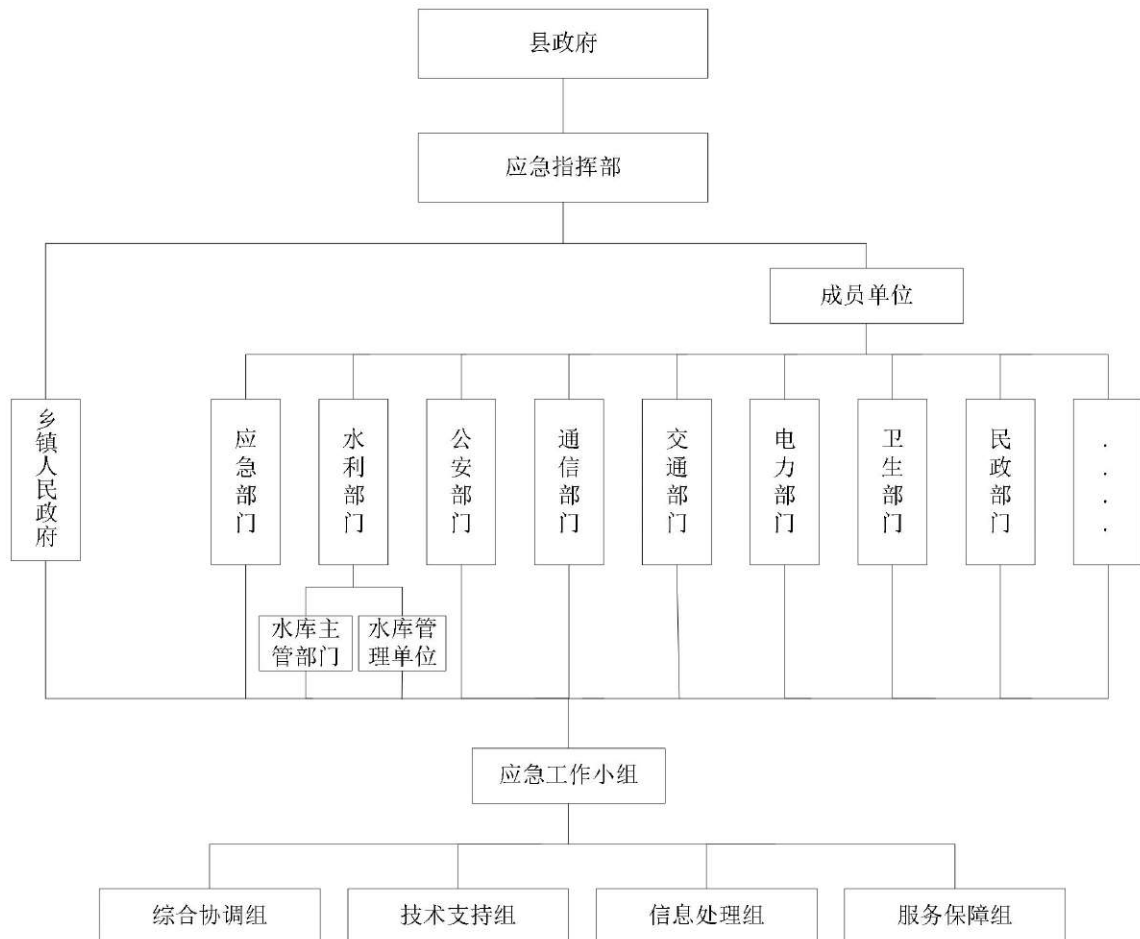 县政府
应急指挥部
成员单位
乡镇人民政府
应急部门
水利部门
公安部门
通信部门
交通部门
电力部门
卫生部门
民政部门
....
水库主
管部门
水库管
理单位
应急工作小组
综合协调组
技术支持组
信息处理组
服务保障组